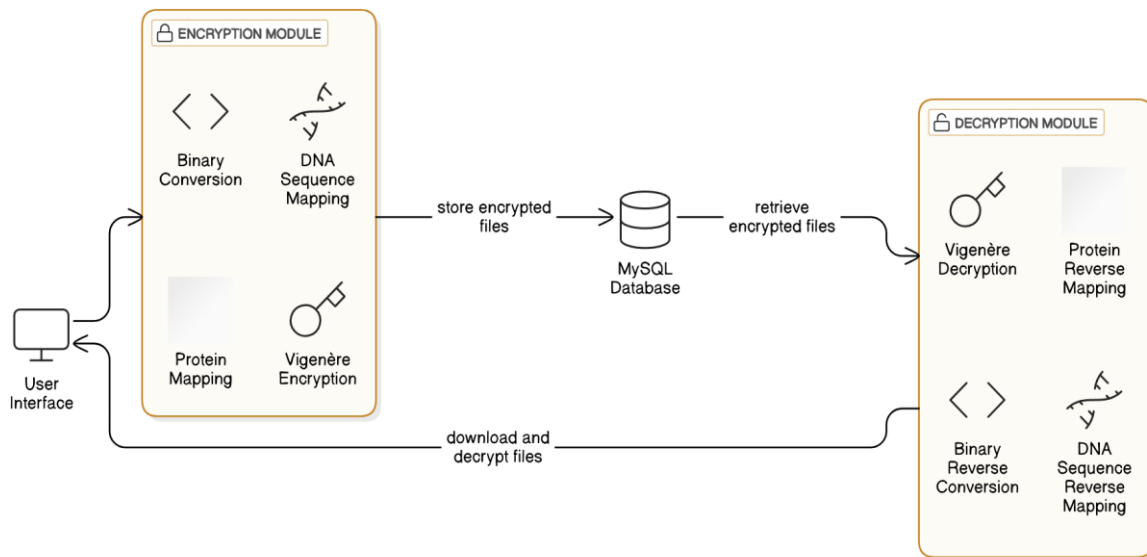 ENCRYPTION MODULE
Binary
Conversion
DNA
Sequence
Mapping
Protein
Mapping
Vigenère
Encryption
User
Interface
store encrypted
files
MySQL
Database
retrieve
encrypted files
DECRYPTION MODULE
Vigenère
Decryption
Protein
Reverse
Mapping
Binary
Reverse
Conversion
DNA
Sequence
Reverse
Mapping
download and
decrypt files